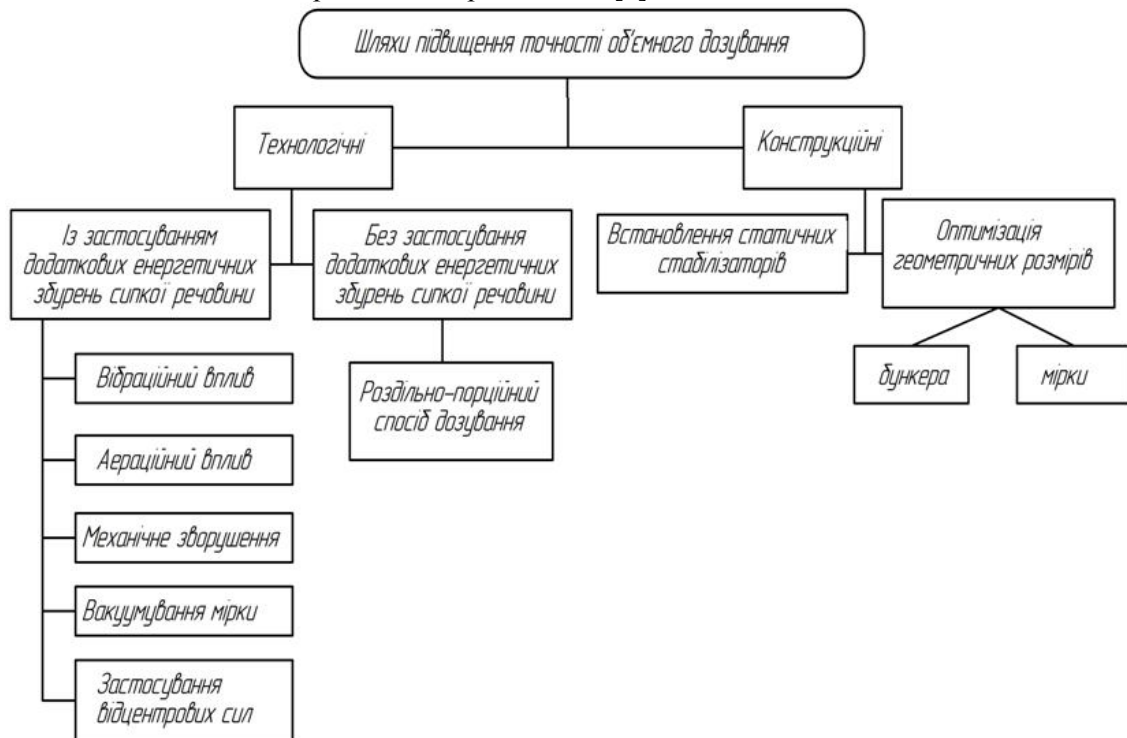 Шляхи підвищення точності об'ємного дозування
Технологічні
Конструкційні
Із застосуванням
додаткових енергетичних
збурень сипкої речовини
Без застосування
додаткових енергетичних
збурень сипкої речовини
Встановлення статичних
стабілізаторів
Оптимізація
геометричних розмірів
Вібраційний вплив
Аераційний вплив
Механічне зворушення
Вакуумування мірки
Застосування
відцентрових сил
Роздільно-порційний
спосіб дозування
бункера
мірки